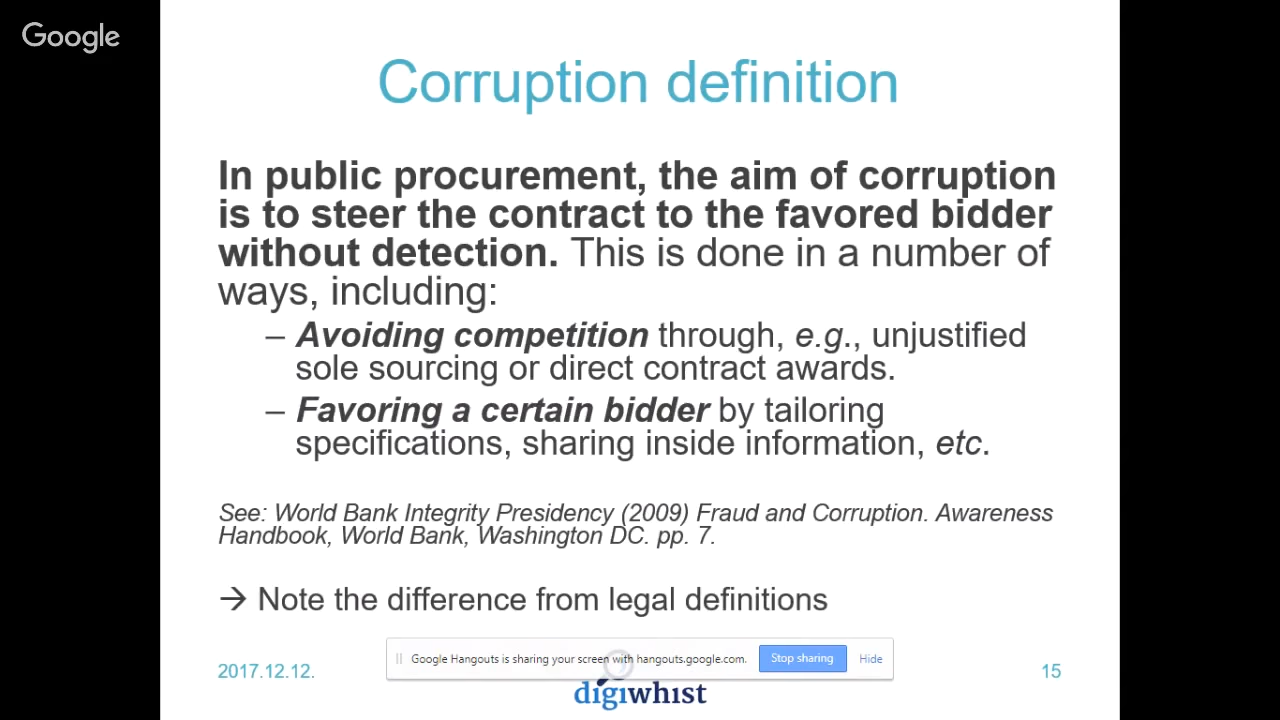 Google
Corruption definition
In public procurement, the aim of corruption
is to steer the contract to the favored bidder
without detection. This is done in a number of
ways, including:
– Avoiding competition through, e.g., unjustified
sole sourcing or direct contract awards.
– Favoring a certain bidder by tailoring
specifications, sharing inside information, etc.
See: World Bank Integrity Presidency (2009) Fraud and Corruption. Awareness
Handbook, World Bank, Washington DC. pp. 7.
→ Note the difference from legal definitions
Google Hangouts is sharing your screen with hangouts.google.com. Stop sharing Hide
2017.12.12. 15
digiwhist